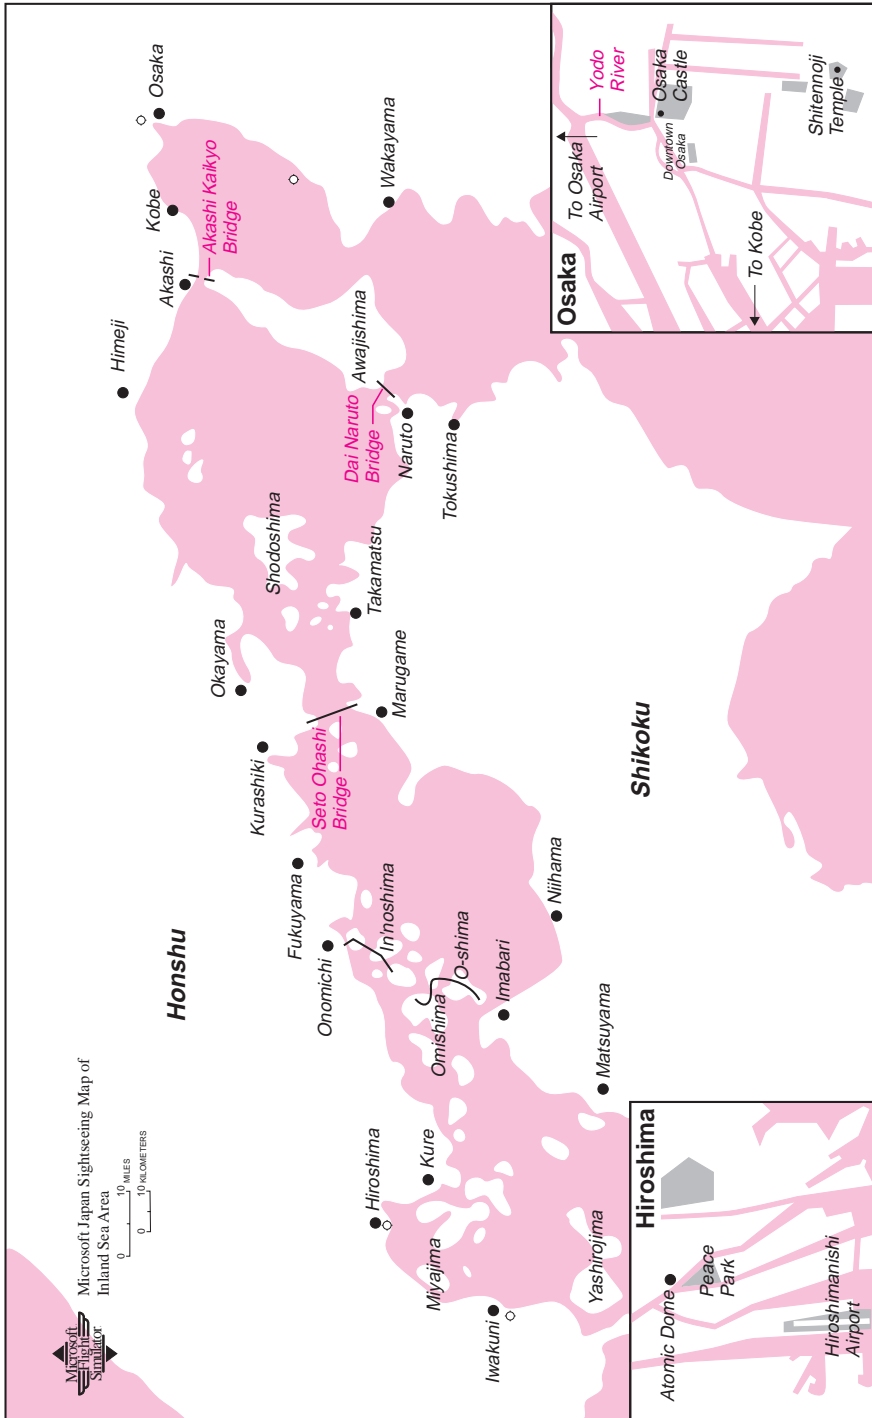 Microsoft
Flight
Simulator
Microsoft Japan Sightseeing Map of
Inland Sea Area
0
10
MILES
0
10
KILOMETERS
Honshu
Shikoku
Hiroshima
Kure
Miyajima
Iwakuni
Yashirojima
Matsuyama
Onomichi
Fukuyama
In'noshima
O-shima
Omishima
Imabari
Niihama
Kurashiki
Okayama
Seto Ohashi
Bridge
Marugame
Takamatsu
Shodoshima
Himeji
Akashi
Kobe
Osaka
Akashi Kaikyo
Bridge
Awajishima
Dai Naruto
Bridge
Naruto
Tokushima
Wakayama
Hiroshima
Atomic Dome
Peace
Park
Hiroshimanishi
Airport
Osaka
To Osaka
Airport
Yodo
River
Downtown
Osaka
Osaka
Castle
To Kobe
Shitennoji
Temple